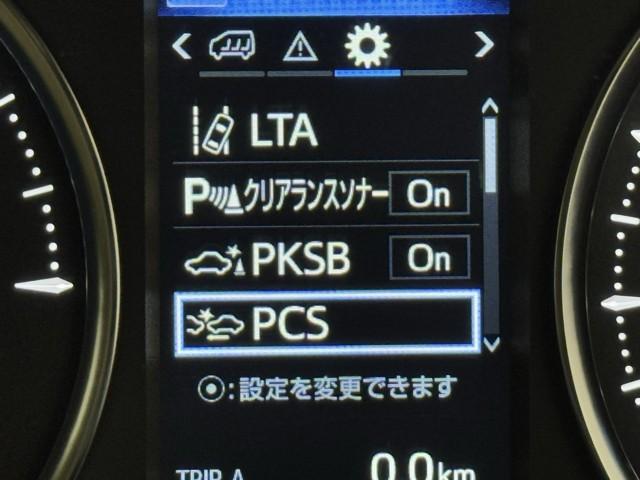 LTA
P クリアランスソナー On
PKSB On
PCS
⦿:設定を変更できます
TRIP A 0.0km